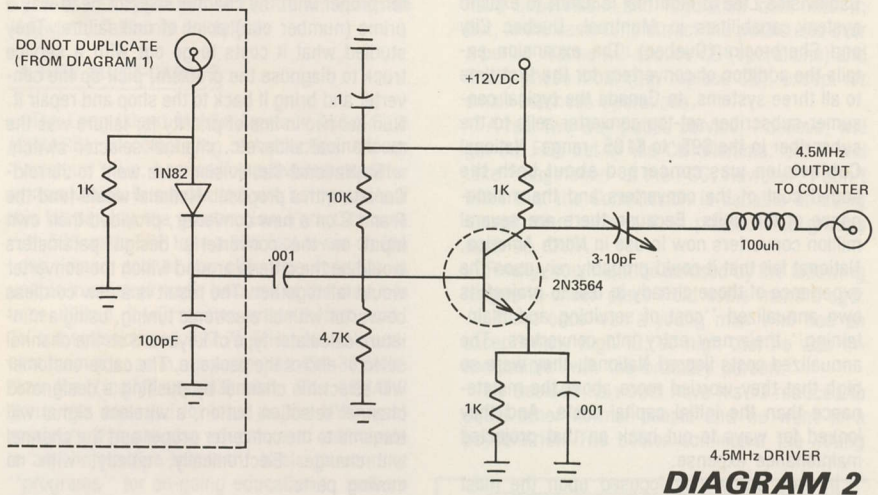 DO NOT DUPLICATE
(FROM DIAGRAM 1)
+12VDC
.1
4.5MHz
OUTPUT
TO COUNTER
1K
1N82
10K
1K
3-10pF
100uh
.001
2N3564
100pF
4.7K
1K
.001
4.5MHz DRIVER
DIAGRAM 2